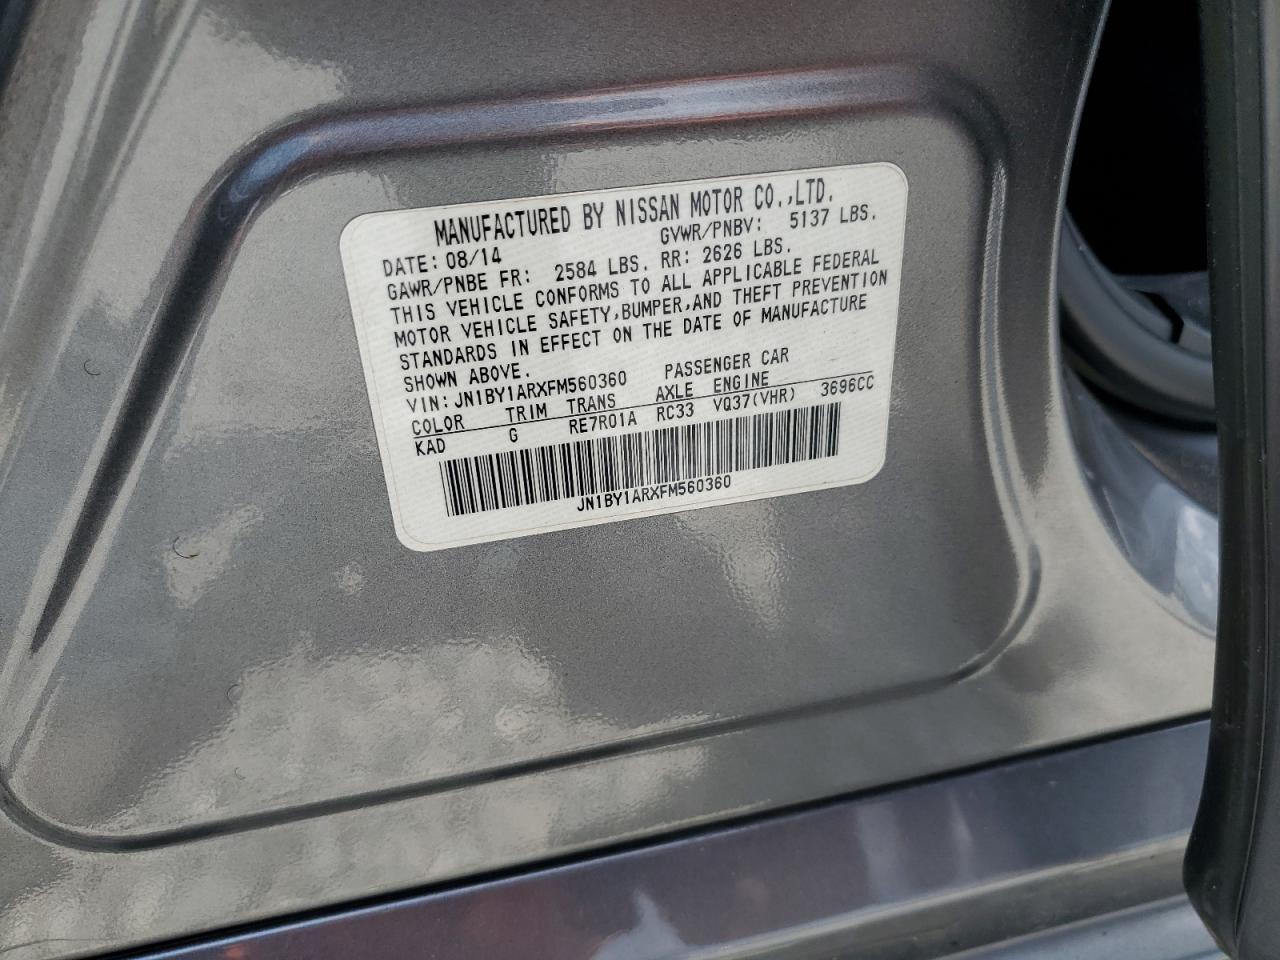 MANUFACTURED BY NISSAN MOTOR CO.,LTD.
DATE: 08/14 GVWR/PNBV: 5137 LBS.
GAWR/PNBE FR: 2584 LBS. RR: 2626 LBS.
THIS VEHICLE CONFORMS TO ALL APPLICABLE FEDERAL
MOTOR VEHICLE SAFETY,BUMPER,AND THEFT PREVENTION
STANDARDS IN EFFECT ON THE DATE OF MANUFACTURE
SHOWN ABOVE.
VIN: JN1BY1ARXFM560360 PASSENGER CAR
COLOR TRIM TRANS AXLE ENGINE
KAD G RE7R01A RC33 VQ37(VHR) 3696CC
JN1BY1ARXFM560360